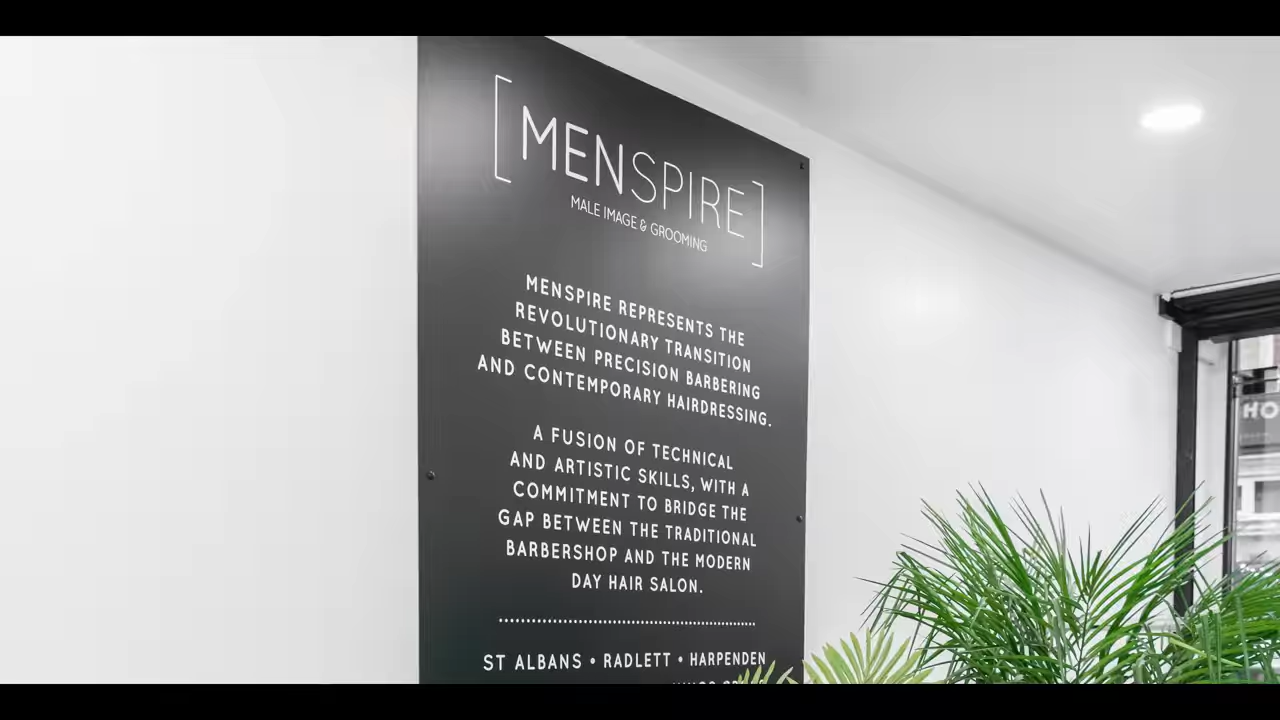 [MENSPIRE]
MALE IMAGE & GROOMING
MENSPIRE REPRESENTS THE
REVOLUTIONARY TRANSITION
BETWEEN PRECISION BARBERING
AND CONTEMPORARY HAIRDRESSING.
A FUSION OF TECHNICAL
AND ARTISTIC SKILLS, WITH A
COMMITMENT TO BRIDGE THE
GAP BETWEEN THE TRADITIONAL
BARBERSHOP AND THE MODERN
DAY HAIR SALON.
ST ALBANS • RADLETT • HARPENDEN
HO